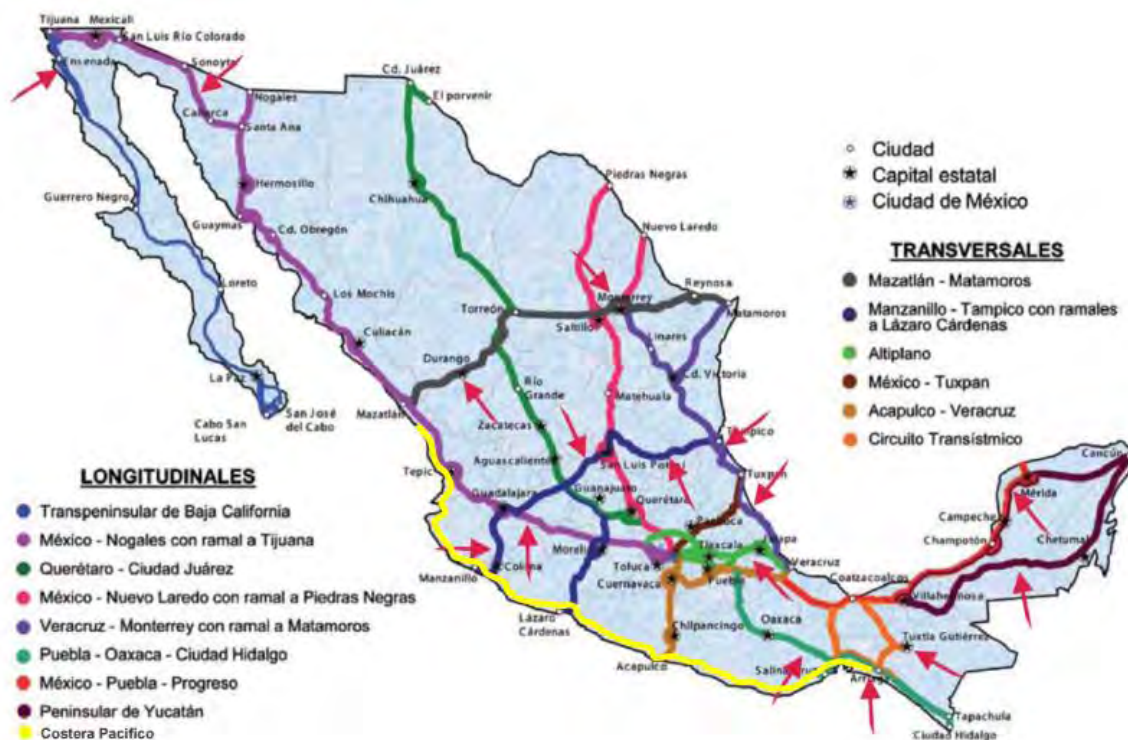 Tijuana Mexicali
San Luis Río Colorado
Ensenada
Sonoyta
Cd. Juárez
El porvenir
Nogales
Caborca
Santa Ana
Hermosillo
Chihuahua
Piedras Negras
Guerrero Negro
Guaymas
Cd. Obregón
Nuevo Laredo
Loreto
Los Mochis
Torreón
Monterrey
Reynosa
Saltillo
Matamoros
Culiacán
Linares
Durango
La Paz
Cd. Victoria
Río
Grande
Matehuala
Cabo San
Lucas
San José
del Cabo
Mazatlán
Zacatecas
Tampico
Aguascalientes
San Luis Potosí
Tepic
Tuxpan
Guadalajara
Guanajuato
Querétaro
Pachuca
Mérida
Cancún
Campeche
Morelia
Tlaxcala
Jalapa
Champotón
Chetumal
Manzanillo
Colima
Toluca
Cuernavaca
Puebla
Veracruz
Coatzacoalcos
Villahermosa
Lázaro
Cárdenas
Chilpancingo
Oaxaca
Tuxtla Gutiérrez
Acapulco
Salina Cruz
Arriaga
Tapachula
Ciudad Hidalgo
Ciudad
Capital estatal
Ciudad de México
TRANSVERSALES
Mazatlán - Matamoros
Manzanillo - Tampico con ramales
a Lázaro Cárdenas
Altiplano
México - Tuxpan
Acapulco - Veracruz
Circuito Transístmico
LONGITUDINALES
Transpeninsular de Baja California
México - Nogales con ramal a Tijuana
Querétaro - Ciudad Juárez
México - Nuevo Laredo con ramal a Piedras Negras
Veracruz - Monterrey con ramal a Matamoros
Puebla - Oaxaca - Ciudad Hidalgo
México - Puebla - Progreso
Peninsular de Yucatán
Costera Pacifico